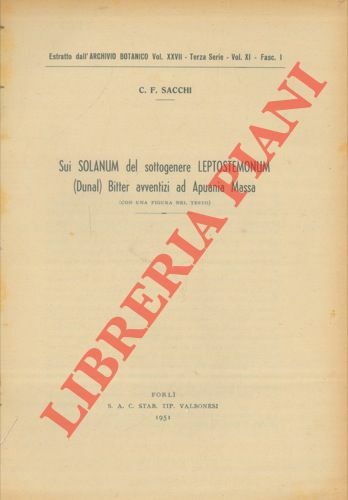 Estratto dall'ARCHIVIO BOTANICO Vol. XXVII - Terza Serie - Vol. XI - Fasc. I
C. F. SACCHI
Sui SOLANUM del sottogenere LEPTOSTEMONUM
(Dunal) Bitter avventizi ad Apuania Massa
(CON UNA FIGURA NEL TESTO)
LIBRERIA PIANI
FORLÌ
S. A. C. STAB. TIP. VALBONESI
1951